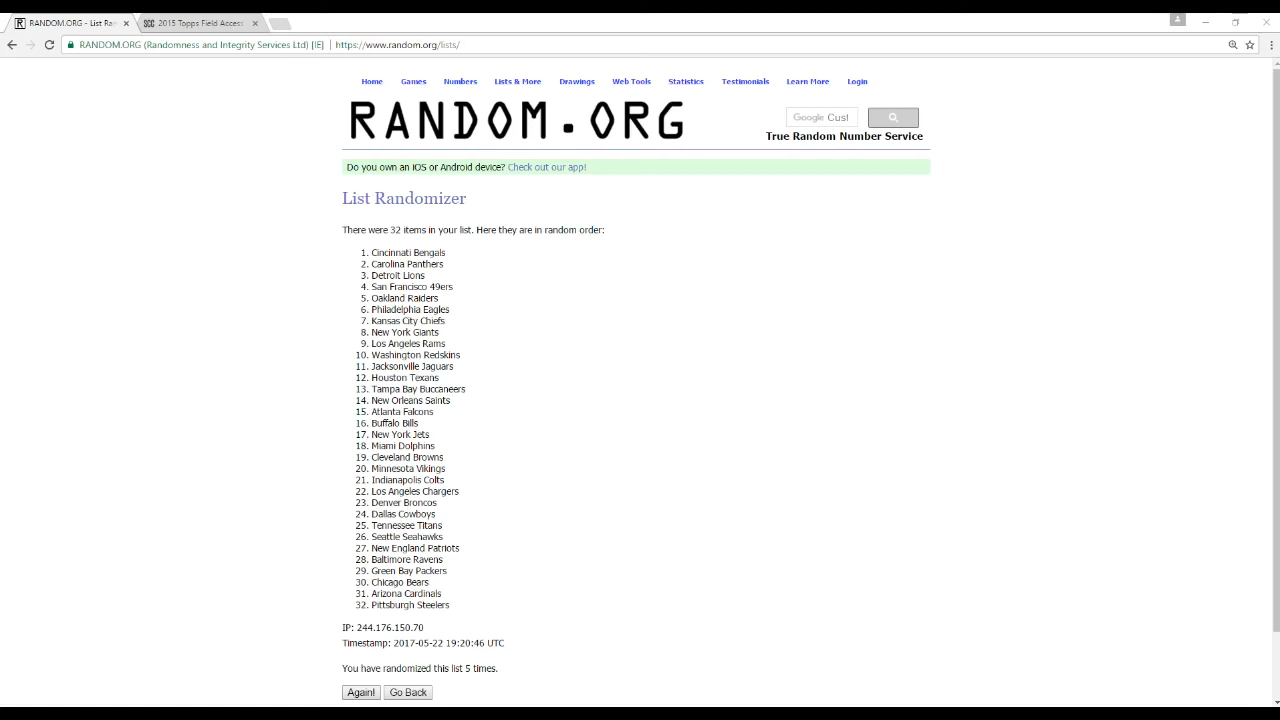 RANDOM.ORG - List Ra
2015 Topps Field Access
RANDOM.ORG (Randomness and Integrity Services Ltd) [IE]
https://www.random.org/lists/
Home Games Numbers Lists & More Drawings Web Tools Statistics Testimonials Learn More Login
RANDOM.ORG
Google Cust
True Random Number Service
Do you own an iOS or Android device? Check out our app!
List Randomizer
There were 32 items in your list. Here they are in random order:
1. Cincinnati Bengals
2. Carolina Panthers
3. Detroit Lions
4. San Francisco 49ers
5. Oakland Raiders
6. Philadelphia Eagles
7. Kansas City Chiefs
8. New York Giants
9. Los Angeles Rams
10. Washington Redskins
11. Jacksonville Jaguars
12. Houston Texans
13. Tampa Bay Buccaneers
14. New Orleans Saints
15. Atlanta Falcons
16. Buffalo Bills
17. New York Jets
18. Miami Dolphins
19. Cleveland Browns
20. Minnesota Vikings
21. Indianapolis Colts
22. Los Angeles Chargers
23. Denver Broncos
24. Dallas Cowboys
25. Tennessee Titans
26. Seattle Seahawks
27. New England Patriots
28. Baltimore Ravens
29. Green Bay Packers
30. Chicago Bears
31. Arizona Cardinals
32. Pittsburgh Steelers
IP: 244.176.150.70
Timestamp: 2017-05-22 19:20:46 UTC
You have randomized this list 5 times.
Again! Go Back